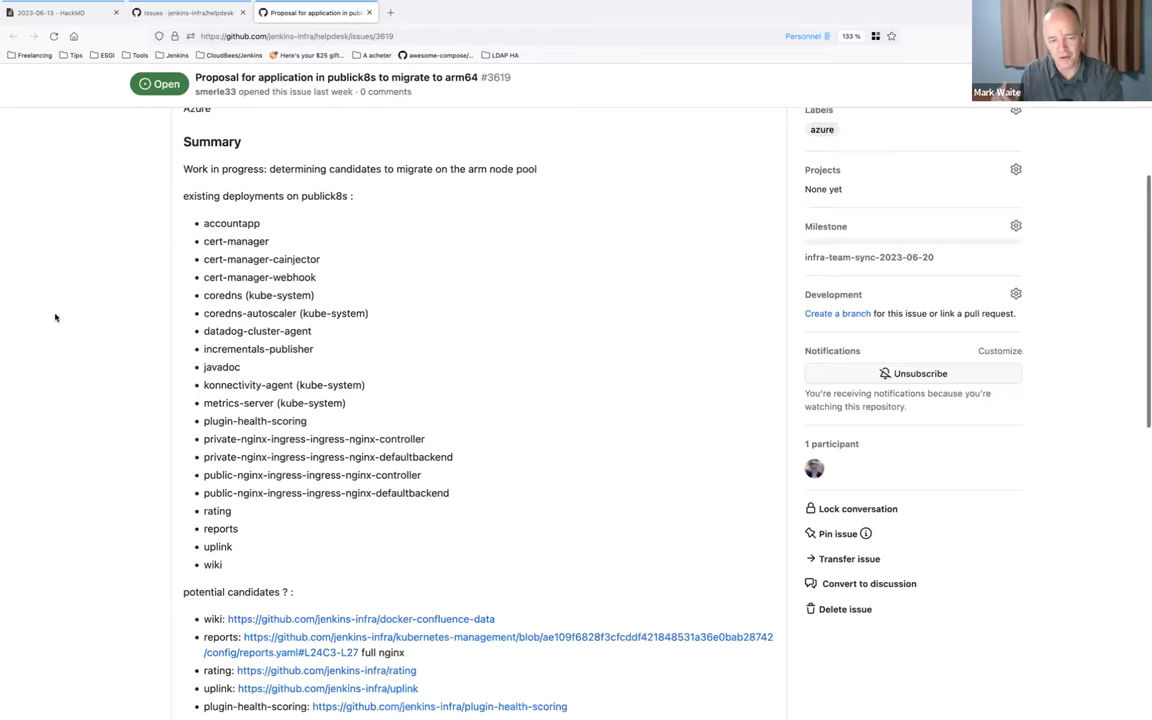 2023-06-13 - HackMD
Issues · jenkins-infra/helpdesk
Proposal for application in publi
https://github.com/jenkins-infra/helpdesk/issues/3619
Personnel
133 %
Freelancing
Tips
ESGI
Tools
Jenkins
CloudBees/Jenkins
Here's your $25 gift...
A acheter
awesome-compose/...
LDAP HA
Mark Waite
Open
Proposal for application in publick8s to migrate to arm64 #3619
smerle33 opened this issue last week · 0 comments
Azure
Summary
Work in progress: determining candidates to migrate on the arm node pool
existing deployments on publick8s :
• accountapp
• cert-manager
• cert-manager-cainjector
• cert-manager-webhook
• coredns (kube-system)
• coredns-autoscaler (kube-system)
• datadog-cluster-agent
• incrementals-publisher
• javadoc
• konnectivity-agent (kube-system)
• metrics-server (kube-system)
• plugin-health-scoring
• private-nginx-ingress-ingress-nginx-controller
• private-nginx-ingress-ingress-nginx-defaultbackend
• public-nginx-ingress-ingress-nginx-controller
• public-nginx-ingress-ingress-nginx-defaultbackend
• rating
• reports
• uplink
• wiki
potential candidates ? :
• wiki: https://github.com/jenkins-infra/docker-confluence-data
• reports: https://github.com/jenkins-infra/kubernetes-management/blob/ae109f6828f3cfcddf421848531a36e0bab28742
/config/reports.yaml#L24C3-L27 full nginx
• rating: https://github.com/jenkins-infra/rating
• uplink: https://github.com/jenkins-infra/uplink
• plugin-health-scoring: https://github.com/jenkins-infra/plugin-health-scoring
Labels
azure
Projects
None yet
Milestone
infra-team-sync-2023-06-20
Development
Create a branch for this issue or link a pull request.
Notifications
Customize
Unsubscribe
You're receiving notifications because you're
watching this repository.
1 participant
Lock conversation
Pin issue
Transfer issue
Convert to discussion
Delete issue